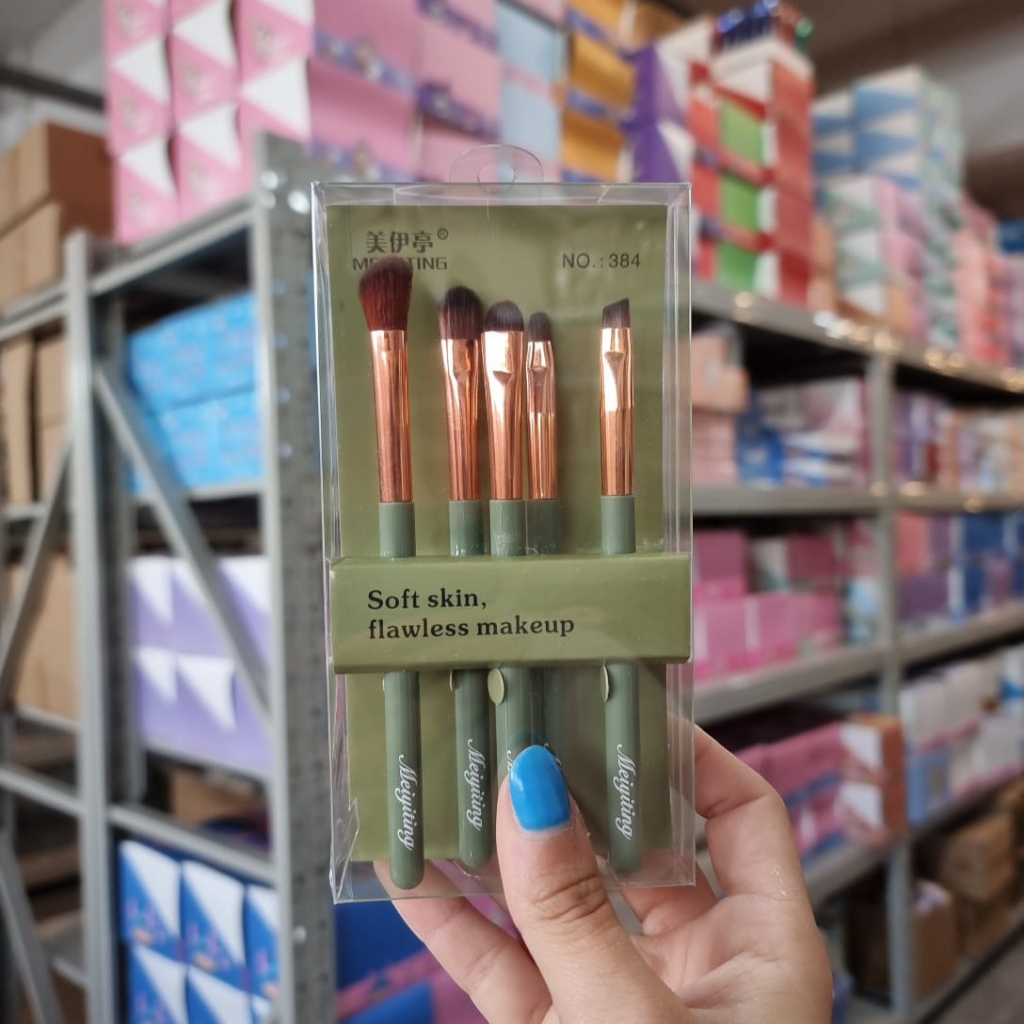 美伊亭®
MEIYITING
NO.:384
Soft skin,
flawless makeup
Meiyiting
Meiyiting
Meiyiting